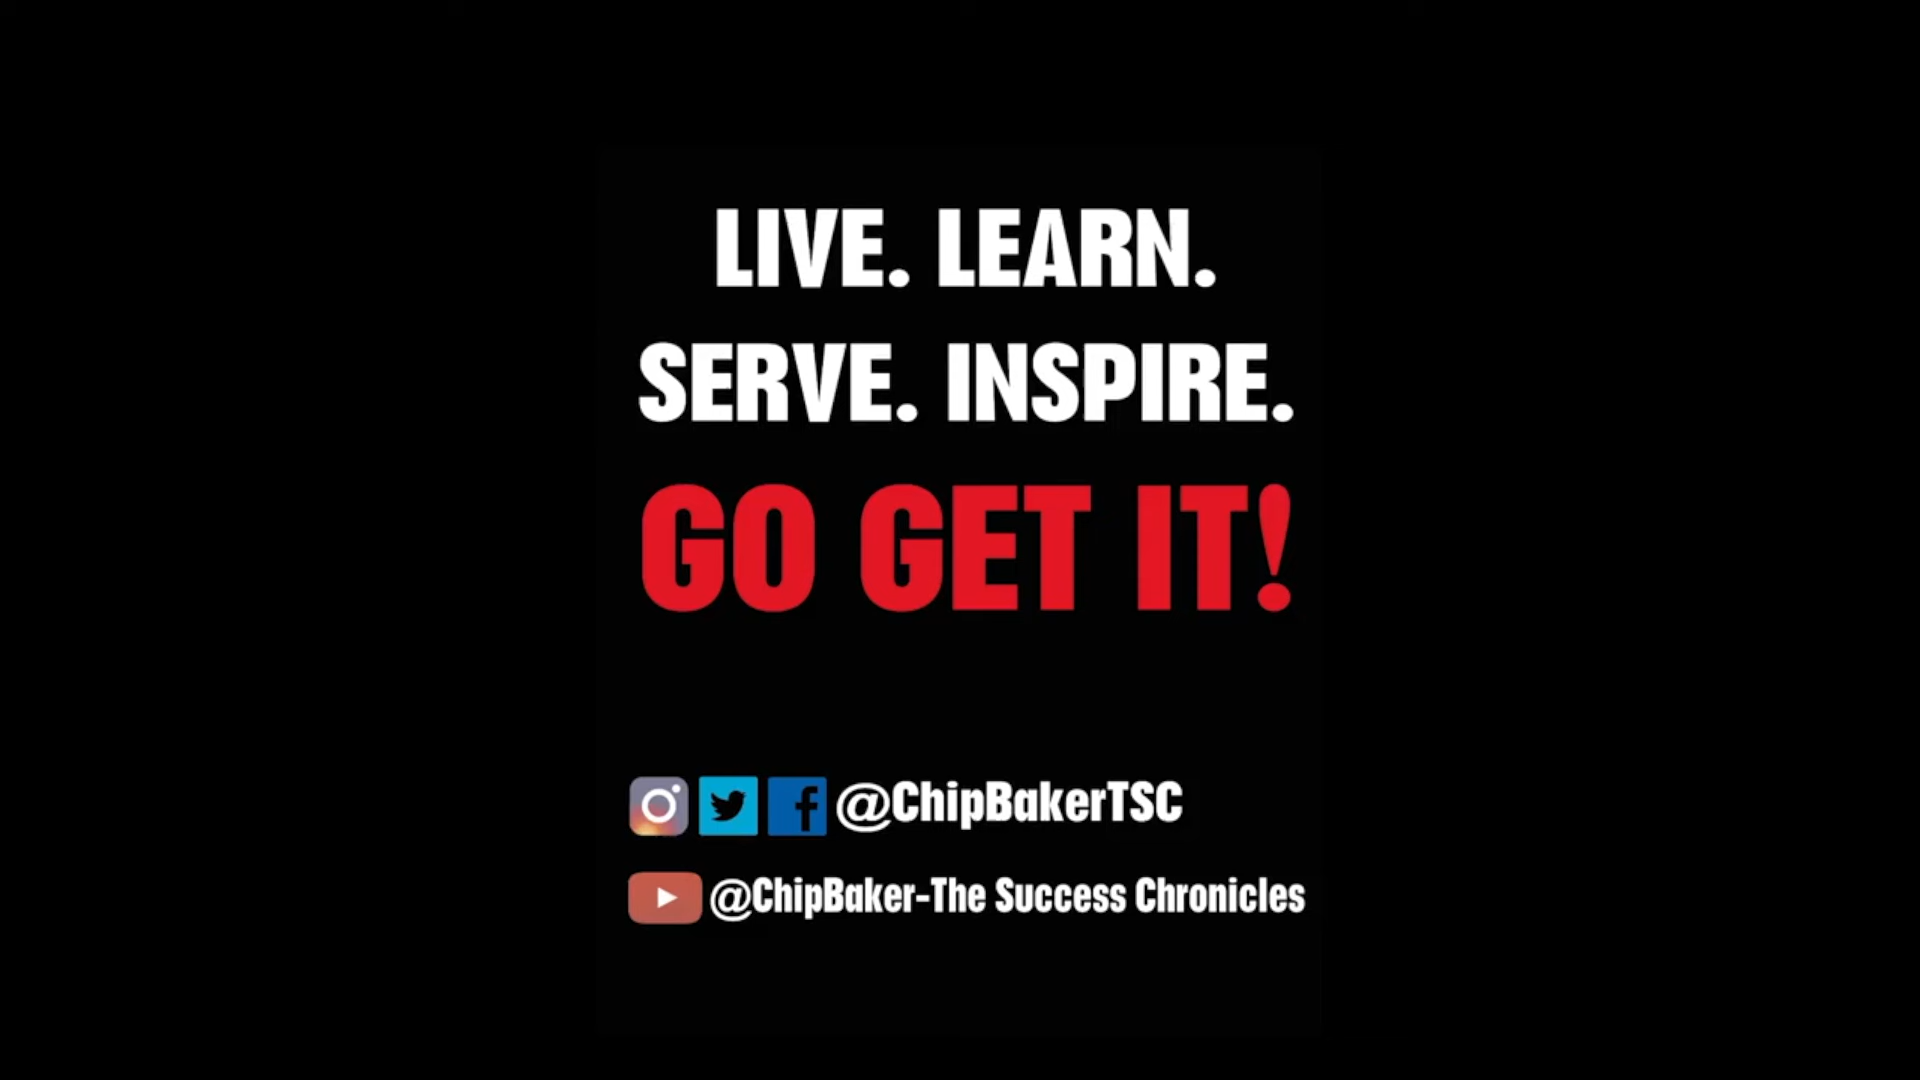 LIVE. LEARN.
SERVE. INSPIRE.
GO GET IT!
@ChipBakerTSC
@ChipBaker-The Success Chronicles